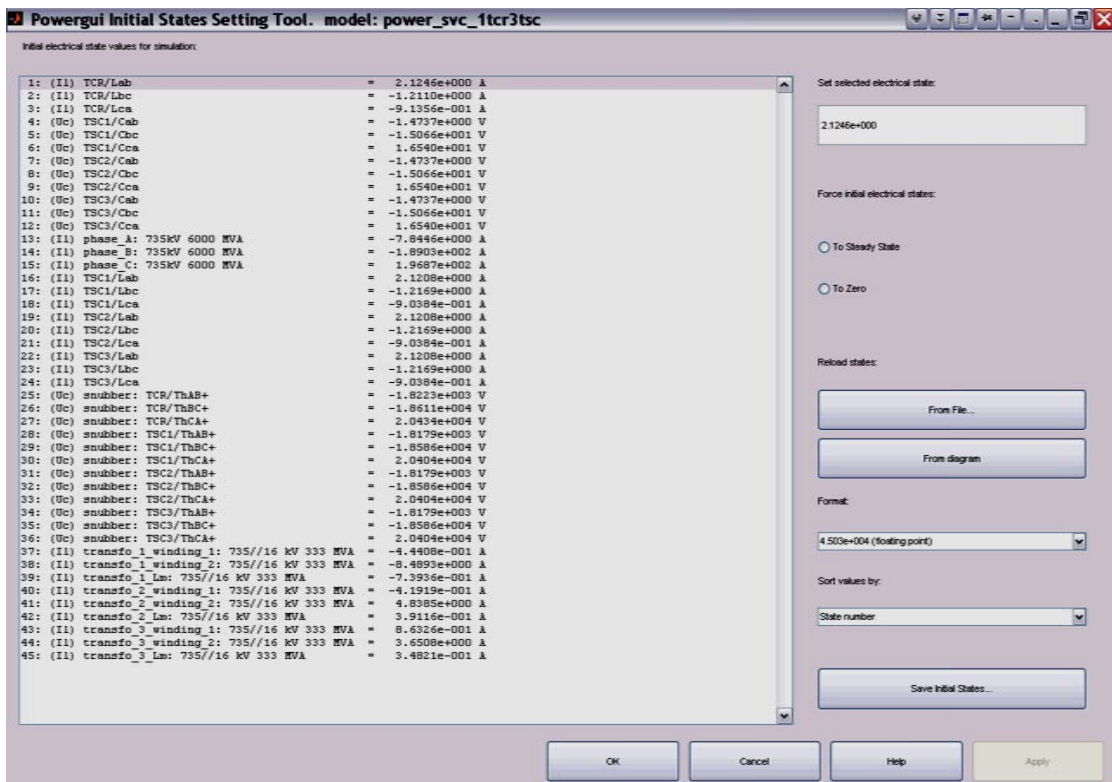 Powergui Initial States Setting Tool. model: power_svc_1tcr3tsc
Initial electrical state values for simulation:
1: (Il) TCR/Lab = 2.1246e+000 A
2: (Il) TCR/Lbc = -1.2110e+000 A
3: (Il) TCR/Lca = -9.1356e-001 A
4: (Uc) TSC1/Cab = -1.4737e+000 V
5: (Uc) TSC1/Cbc = -1.5066e+001 V
6: (Uc) TSC1/Cca = 1.6540e+001 V
7: (Uc) TSC2/Cab = -1.4737e+000 V
8: (Uc) TSC2/Cbc = -1.5066e+001 V
9: (Uc) TSC2/Cca = 1.6540e+001 V
10: (Uc) TSC3/Cab = -1.4737e+000 V
11: (Uc) TSC3/Cbc = -1.5066e+001 V
12: (Uc) TSC3/Cca = 1.6540e+001 V
13: (Il) phase_A: 735kV 6000 MVA = -7.8446e+000 A
14: (Il) phase_B: 735kV 6000 MVA = -1.8903e+002 A
15: (Il) phase_C: 735kV 6000 MVA = 1.9687e+002 A
16: (Il) TSC1/Lab = 2.1208e+000 A
17: (Il) TSC1/Lbc = -1.2169e+000 A
18: (Il) TSC1/Lca = -9.0384e-001 A
19: (Il) TSC2/Lab = 2.1208e+000 A
20: (Il) TSC2/Lbc = -1.2169e+000 A
21: (Il) TSC2/Lca = -9.0384e-001 A
22: (Il) TSC3/Lab = 2.1208e+000 A
23: (Il) TSC3/Lbc = -1.2169e+000 A
24: (Il) TSC3/Lca = -9.0384e-001 A
25: (Uc) snubber: TCR/ThAB+ = -1.8223e+003 V
26: (Uc) snubber: TCR/ThBC+ = -1.8611e+004 V
27: (Uc) snubber: TCR/ThCA+ = 2.0434e+004 V
28: (Uc) snubber: TSC1/ThAB+ = -1.8179e+003 V
29: (Uc) snubber: TSC1/ThBC+ = -1.8586e+004 V
30: (Uc) snubber: TSC1/ThCA+ = 2.0404e+004 V
31: (Uc) snubber: TSC2/ThAB+ = -1.8179e+003 V
32: (Uc) snubber: TSC2/ThBC+ = -1.8586e+004 V
33: (Uc) snubber: TSC2/ThCA+ = 2.0404e+004 V
34: (Uc) snubber: TSC3/ThAB+ = -1.8179e+003 V
35: (Uc) snubber: TSC3/ThBC+ = -1.8586e+004 V
36: (Uc) snubber: TSC3/ThCA+ = 2.0404e+004 V
37: (Il) transfo_1_winding_1: 735//16 kV 333 MVA = -4.4408e-001 A
38: (Il) transfo_1_winding_2: 735//16 kV 333 MVA = -8.4893e+000 A
39: (Il) transfo_1_Lm: 735//16 kV 333 MVA = -7.3936e-001 A
40: (Il) transfo_2_winding_1: 735//16 kV 333 MVA = -4.1919e-001 A
41: (Il) transfo_2_winding_2: 735//16 kV 333 MVA = 4.8385e+000 A
42: (Il) transfo_2_Lm: 735//16 kV 333 MVA = 3.9116e-001 A
43: (Il) transfo_3_winding_1: 735//16 kV 333 MVA = 8.6326e-001 A
44: (Il) transfo_3_winding_2: 735//16 kV 333 MVA = 3.6508e+000 A
45: (Il) transfo_3_Lm: 735//16 kV 333 MVA = 3.4821e-001 A
Set selected electrical state:
2.1246e+000
Force initial electrical states:
To Steady State
To Zero
Reload states:
From File...
From diagram
Format:
4.503e+004 (floating point)
Sort values by:
State number
Save Initial States...
OK
Cancel
Help
Apply